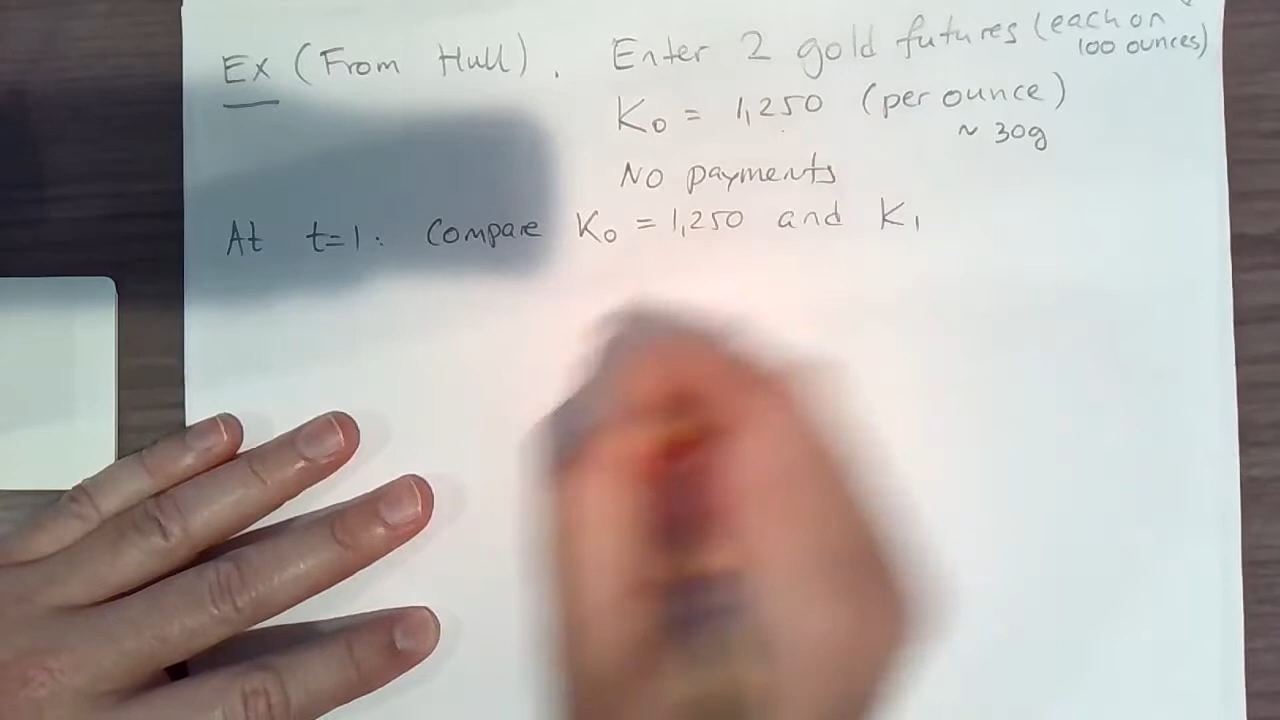 Ex (From Hull). Enter 2 gold futures (each on
100 ounces)
K₀ = 1,250 (per ounce)
~ 30g
No payments
At t=1: Compare K₀ = 1,250 and K₁